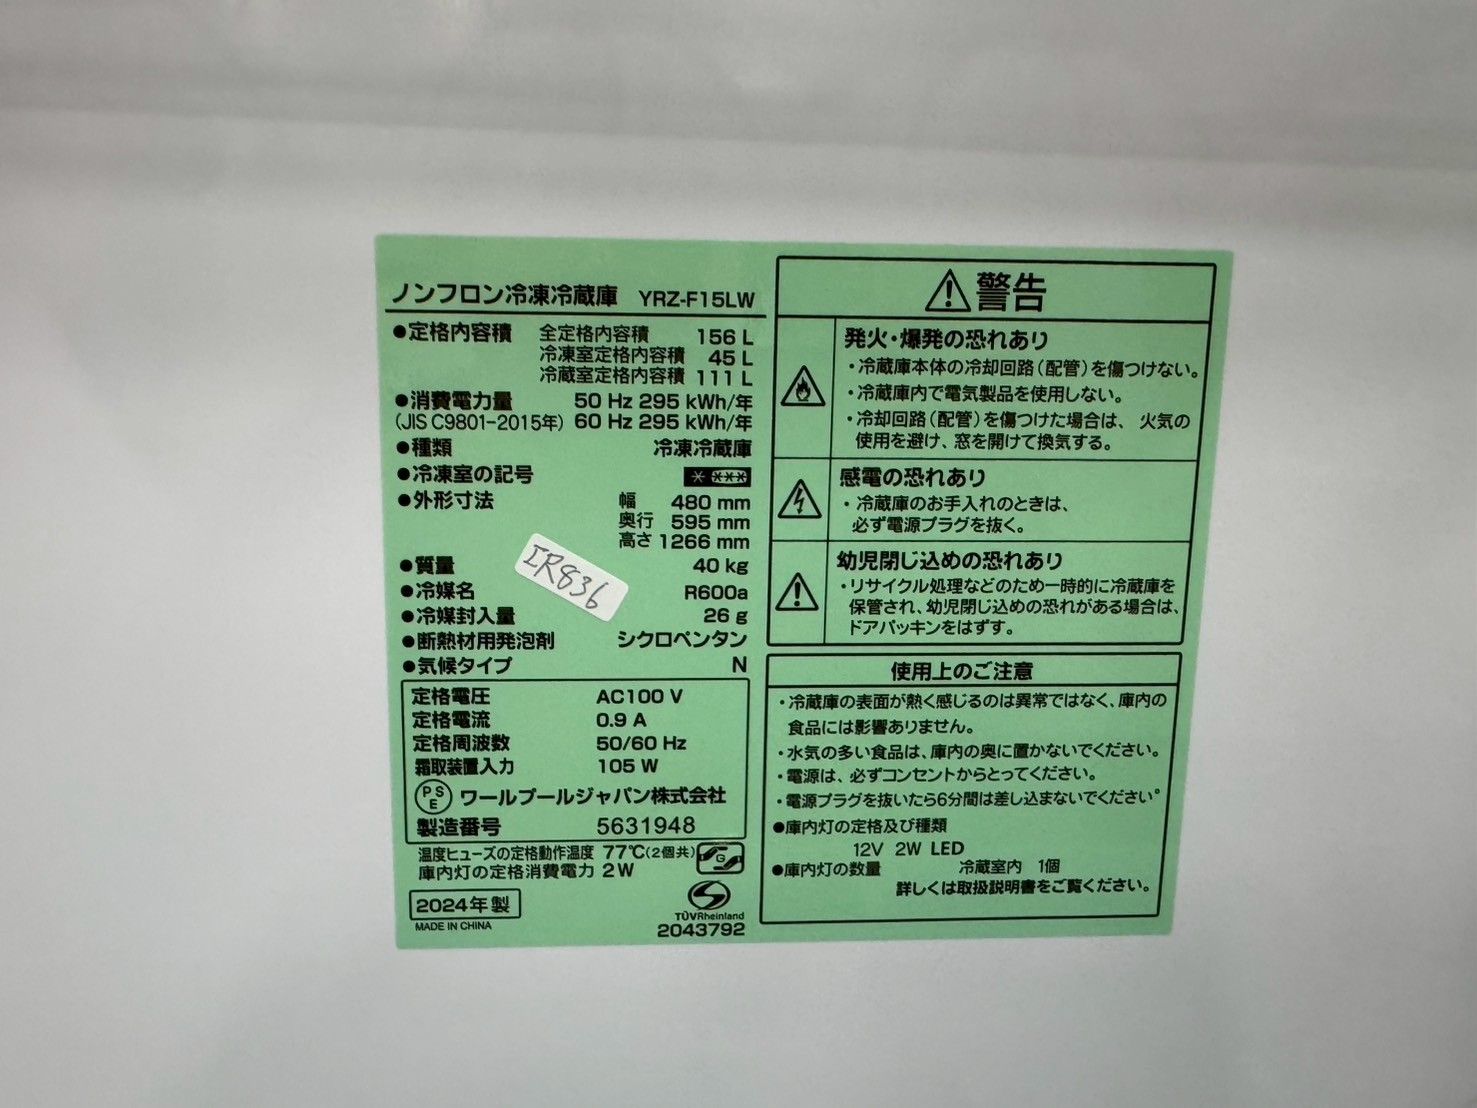 ノンフロン冷凍冷蔵庫 YRZ-F15LW
●定格内容積 全定格内容積 156 L
冷凍室定格内容積 45 L
冷蔵室定格内容積 111 L
●消費電力量 50 Hz 295 kWh/年
(JIS C9801-2015年) 60 Hz 295 kWh/年
●種類 冷凍冷蔵庫
●冷凍室の記号 * ***
●外形寸法 幅 480 mm
奥行 595 mm
高さ 1266 mm
●質量 40 kg
IR836
●冷媒名 R600a
●冷媒封入量 26 g
●断熱材用発泡剤 シクロペンタン
●気候タイプ N
定格電圧 AC100 V
定格電流 0.9 A
定格周波数 50/60 Hz
霜取装置入力 105 W
PSE ワールプールジャパン株式会社
製造番号 5631948
温度ヒューズの定格動作温度 77℃(2個共)
庫内灯の定格消費電力 2W
G
2024年製
MADE IN CHINA
TÜVRheinland
2043792
警告
発火・爆発の恐れあり
・冷蔵庫本体の冷却回路(配管)を傷つけない。
・冷蔵庫内で電気製品を使用しない。
・冷却回路(配管)を傷つけた場合は、火気の
使用を避け、窓を開けて換気する。
感電の恐れあり
・冷蔵庫のお手入れのときは、
必ず電源プラグを抜く。
幼児閉じ込めの恐れあり
・リサイクル処理などのため一時的に冷蔵庫を
保管され、幼児閉じ込めの恐れがある場合は、
ドアパッキンをはずす。
使用上のご注意
・冷蔵庫の表面が熱く感じるのは異常ではなく、庫内の
食品には影響ありません。
・水気の多い食品は、庫内の奥に置かないでください。
・電源は、必ずコンセントからとってください。
・電源プラグを抜いたら6分間は差し込まないでください。
●庫内灯の定格及び種類
12V 2W LED
●庫内灯の数量 冷蔵室内 1個
詳しくは取扱説明書をご覧ください。